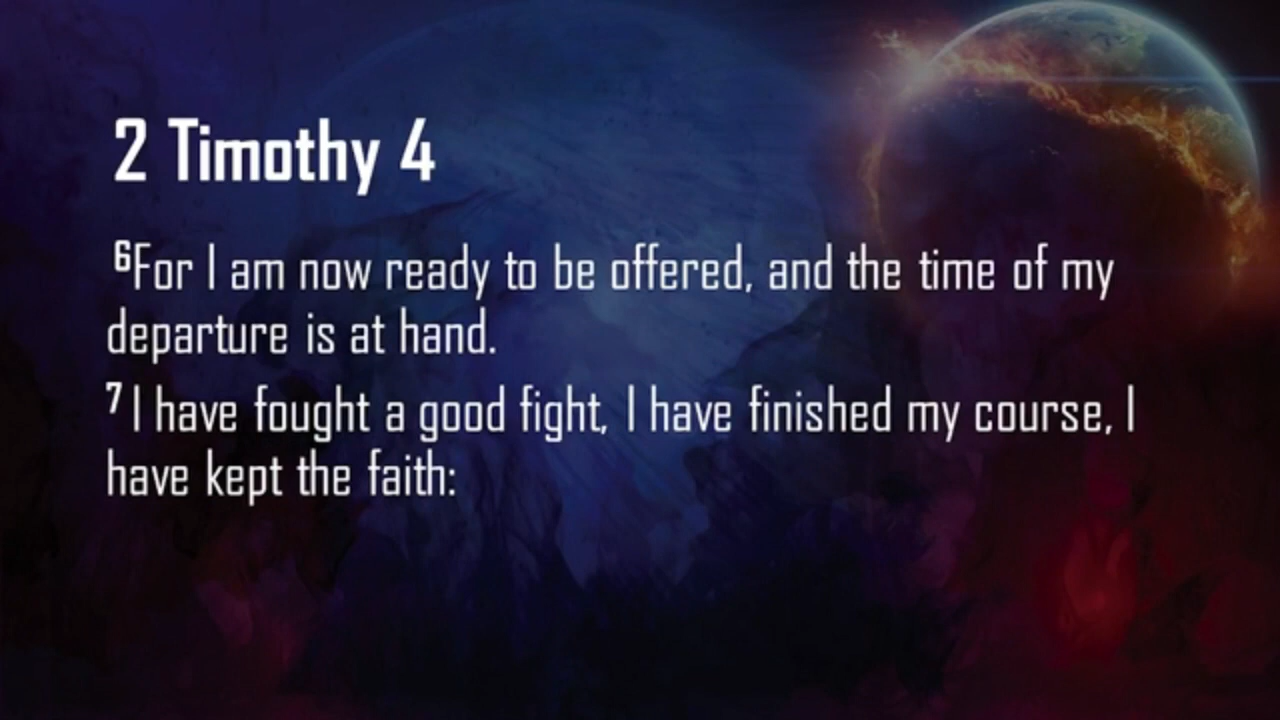 2 Timothy 4
6For I am now ready to be offered, and the time of my
departure is at hand.
7 I have fought a good fight, I have finished my course, I
have kept the faith: